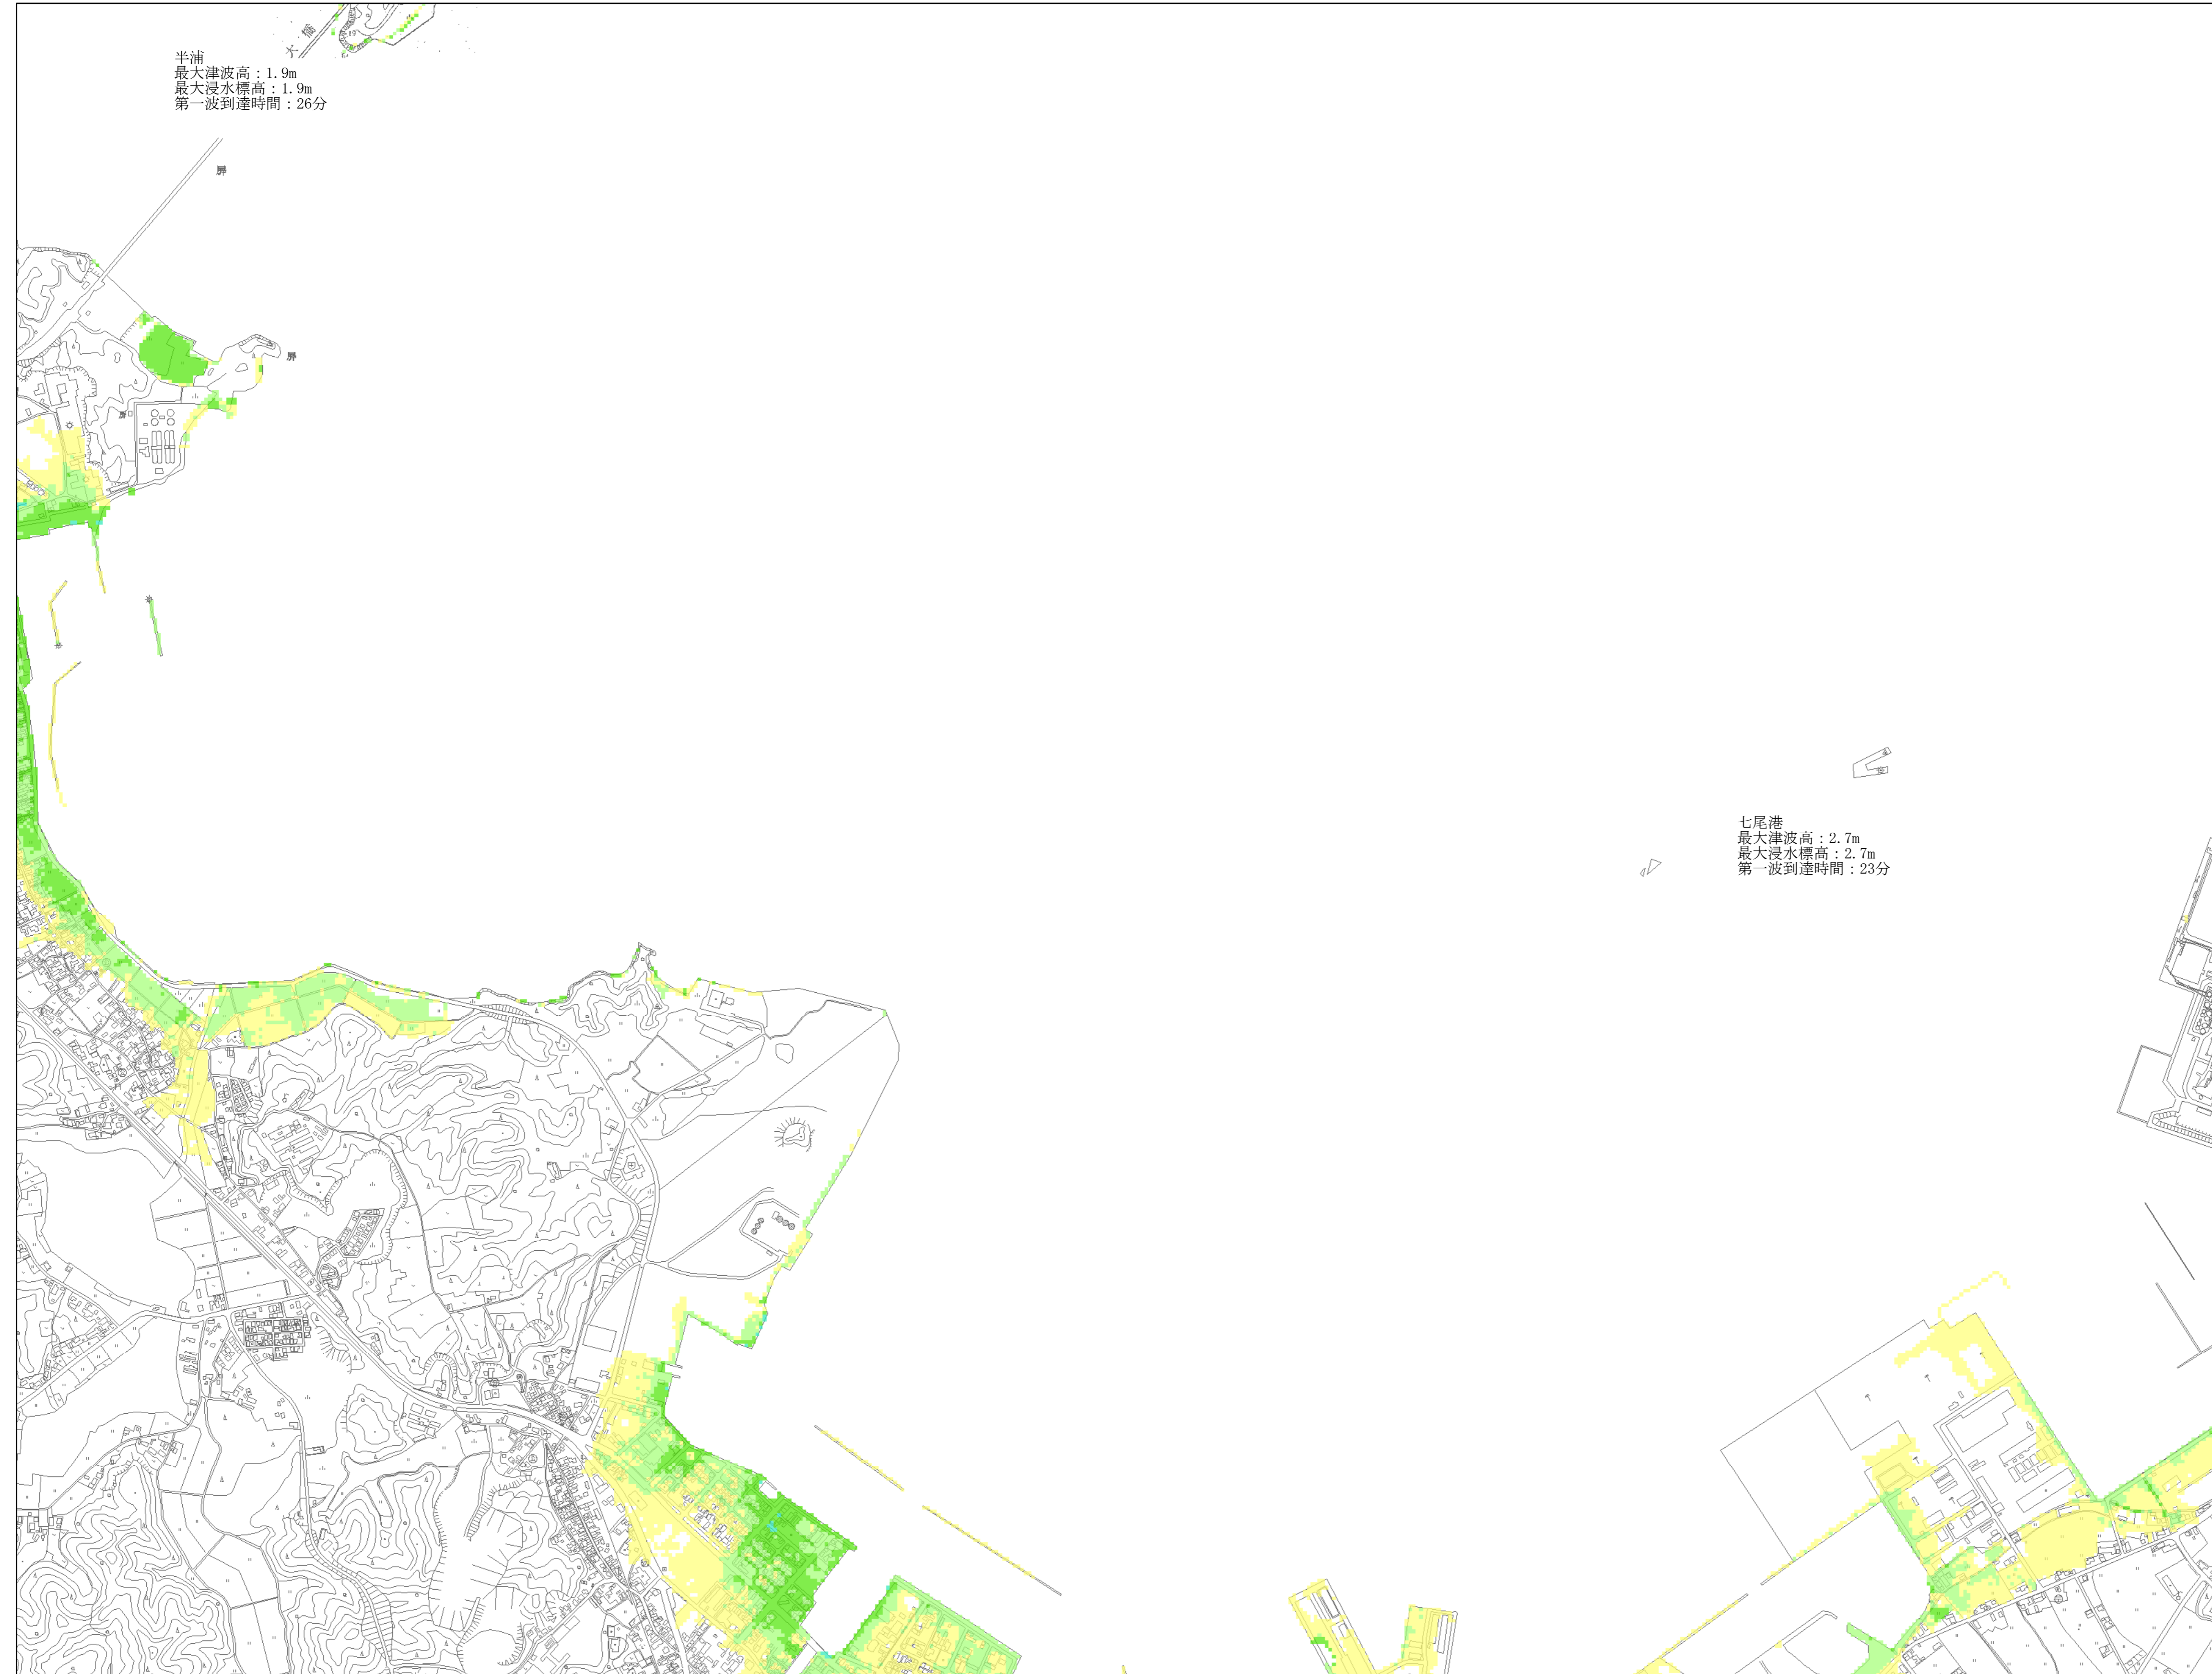 大橋
半浦
最大津波高：1.9m
最大浸水標高：1.9m
第一波到達時間：26分
七尾港
最大津波高：2.7m
最大浸水標高：2.7m
第一波到達時間：23分